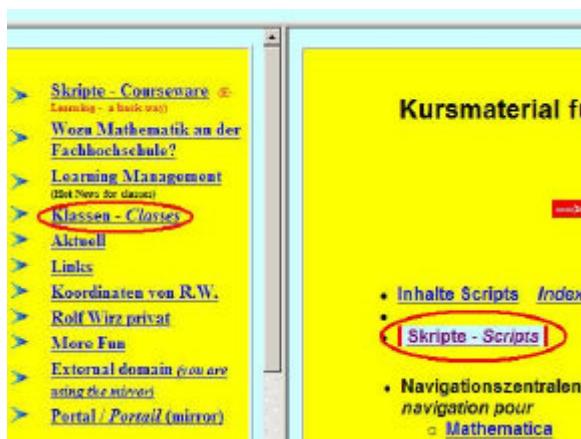 Skripte - Courseware (E-
Learning - a basic way)
Wozu Mathematik an der
Fachhochschule?
Learning Management
(Hot News for classes)
Klassen - Classes
Aktuell
Links
Koordinaten von R.W.
Rolf Wirz privat
More Fun
External domain (you are
using the mirror)
Portal / Portail (mirror)
Kursmaterial fü
Inhalte Scripts Index
Skripte - Scripts
Navigationszentralen
navigation pour
Mathematica